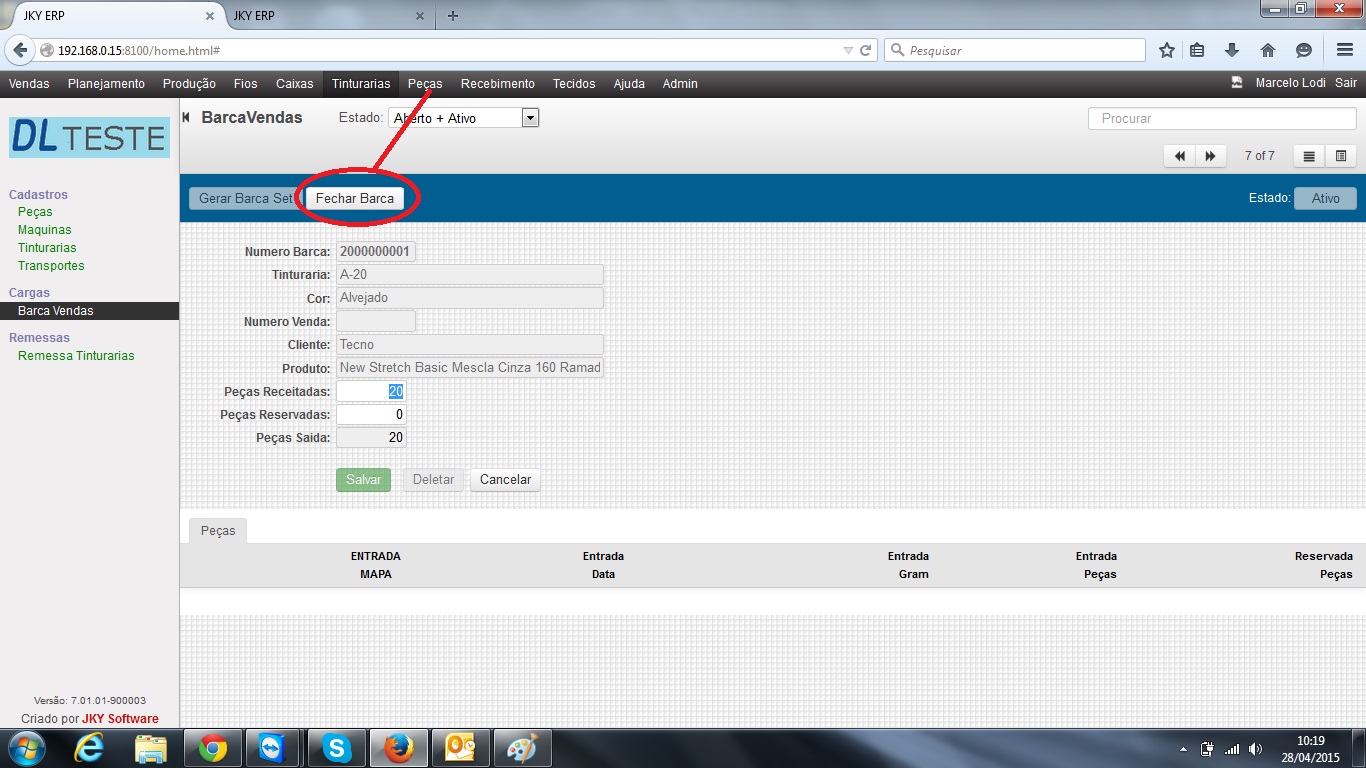 JKY ERP
JKY ERP
192.168.0.15:8100/home.html#
Pesquisar
Vendas Planejamento Produção Fios Caixas Tinturarias Peças Recebimento Tecidos Ajuda Admin Marcelo Lodi Sair
DL TESTE
BarcaVendas Estado: Aberto + Ativo Procurar
7 of 7
Gerar Barca Set Fechar Barca Estado: Ativo
Cadastros
Peças
Maquinas
Tinturarias
Transportes
Cargas
Barca Vendas
Remessas
Remessa Tinturarias
Numero Barca: 2000000001
Tinturaria: A-20
Cor: Alvejado
Numero Venda:
Cliente: Tecno
Produto: New Stretch Basic Mescla Cinza 160 Ramad
Peças Receitadas: 20
Peças Reservadas: 0
Peças Saida: 20
Salvar Deletar Cancelar
Peças
ENTRADA Entrada Entrada Entrada Reservada
MAPA Data Gram Peças Peças
Versão: 7.01.01-900003
Criado por JKY Software
10:19
28/04/2015